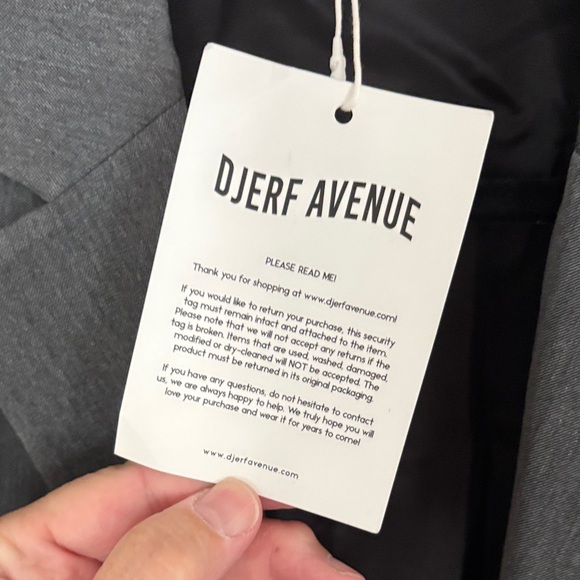 DJERF AVENUE
PLEASE READ ME!
Thank you for shopping at www.djerfavenue.com!
If you would like to return your purchase, this security
tag must remain intact and attached to the item.
Please note that we will not accept any returns if the
tag is broken. Items that are used, washed, damaged,
modified or dry-cleaned will NOT be accepted. The
product must be returned in its original packaging.
If you have any questions, do not hesitate to contact
us, we are always happy to help. We truly hope you will
love your purchase and wear it for years to come!
www.djerfavenue.com